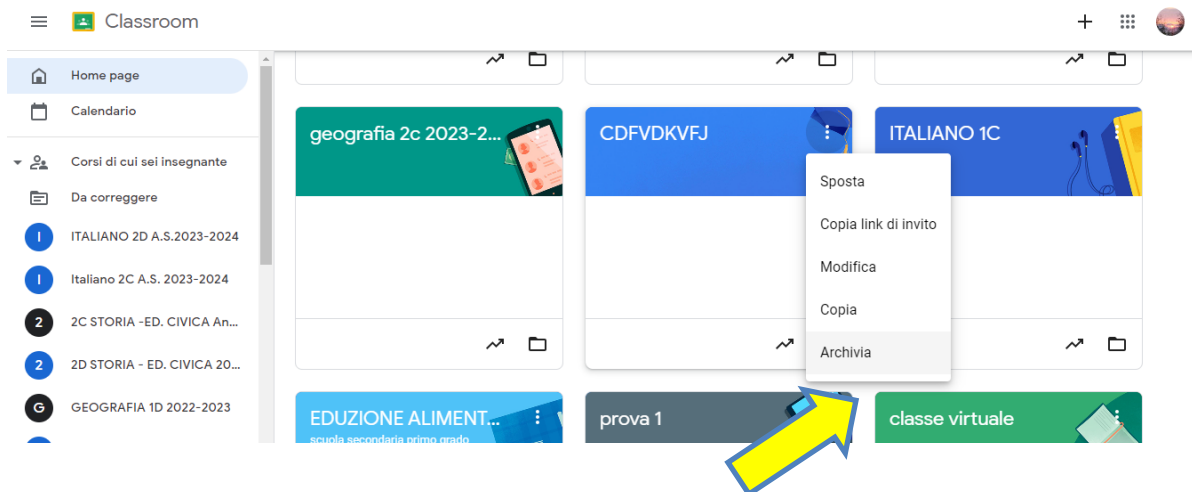 Classroom
Home page
Calendario
Corsi di cui sei insegnante
Da correggere
I ITALIANO 2D A.S.2023-2024
I Italiano 2C A.S. 2023-2024
2 2C STORIA -ED. CIVICA An...
2 2D STORIA - ED. CIVICA 20...
G GEOGRAFIA 1D 2022-2023
geografia 2c 2023-2...
CDFVDKVFJ
ITALIANO 1C
Sposta
Copia link di invito
Modifica
Copia
Archivia
EDUZIONE ALIMENT...
scuola secondaria primo grado
prova 1
classe virtuale